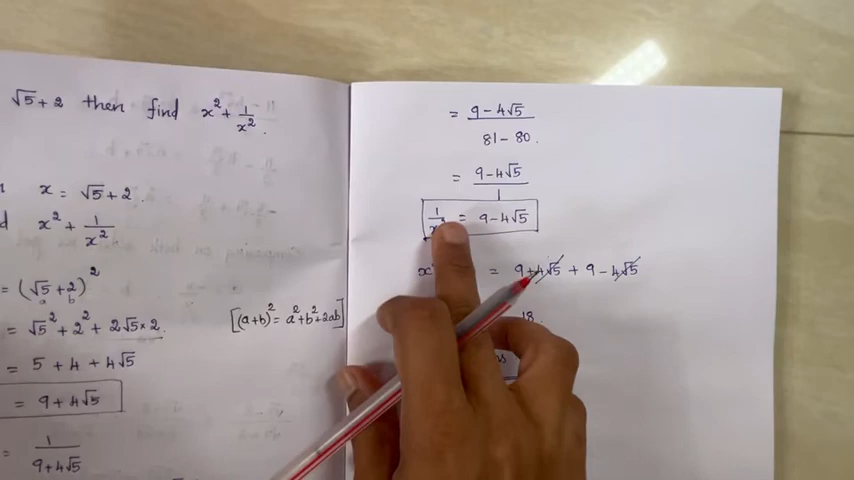 √5 + 2 then find x² + 1/x².
x = √5 + 2.
x² + 1/x²
= (√5 + 2)²
a b
= √5² + 2² + 2√5 × 2. [(a+b)² = a² + b² + 2ab]
= 5 + 4 + 4√5
= 9 + 4√5
= 1/(9 + 4√5)
= (9 - 4√5)/(81 - 80).
= (9 - 4√5)/1
1/x² = 9 - 4√5
= 9 + 4√5 + 9 - 4√5
18.